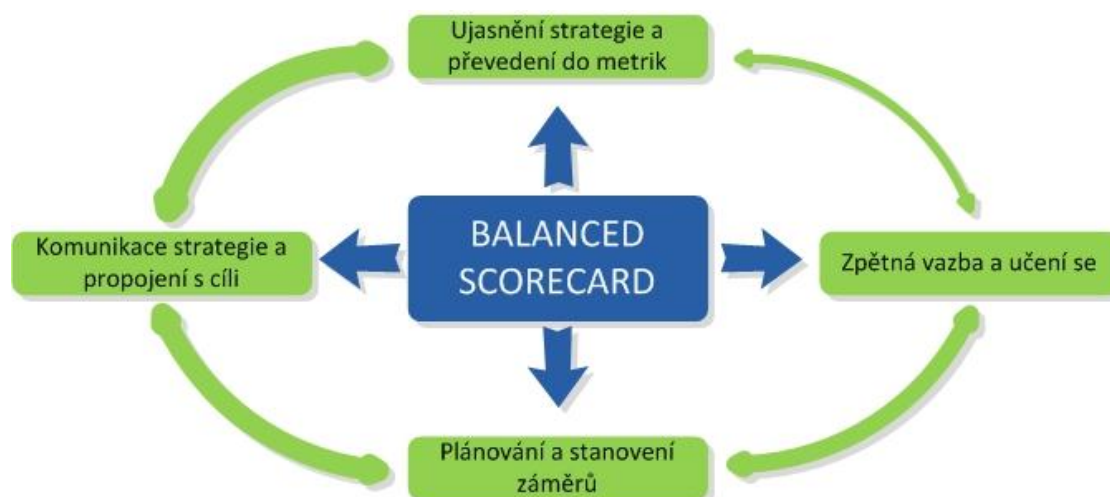 Ujasnění strategie a
převedení do metrik
Komunikace strategie a
propojení s cíli
BALANCED
SCORECARD
Zpětná vazba a učení se
Plánování a stanovení
záměrů